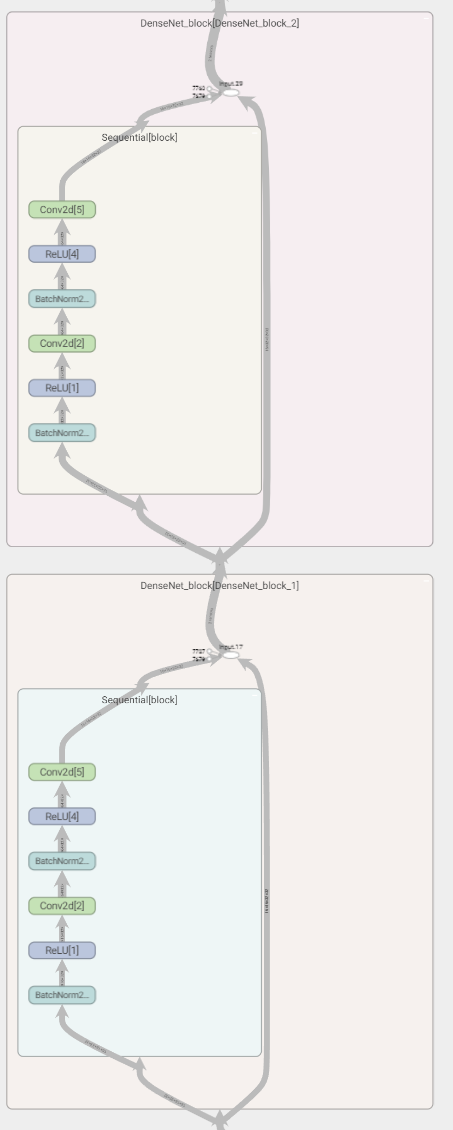 DenseNet_block[DenseNet_block_2]
input.29
Sequential[block]
Conv2d[5]
ReLU[4]
BatchNorm2...
Conv2d[2]
ReLU[1]
BatchNorm2...
DenseNet_block[DenseNet_block_1]
input.17
Sequential[block]
Conv2d[5]
ReLU[4]
BatchNorm2...
Conv2d[2]
ReLU[1]
BatchNorm2...